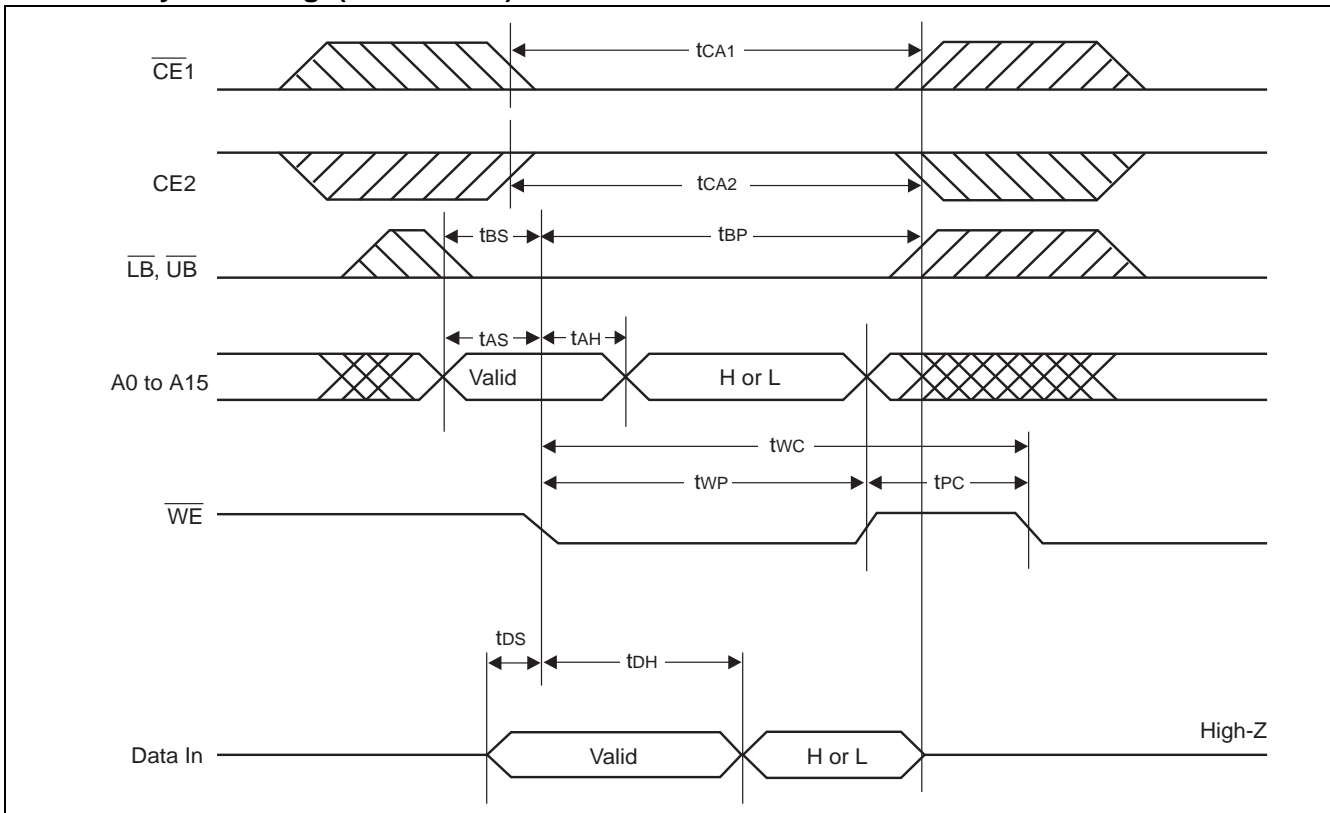 tCA1
CE1
CE2
tCA2
tBS
tBP
LB, UB
tAS
tAH
A0 to A15
Valid
H or L
tWC
tWP
tPC
WE
tDS
tDH
High-Z
Data In
Valid
H or L